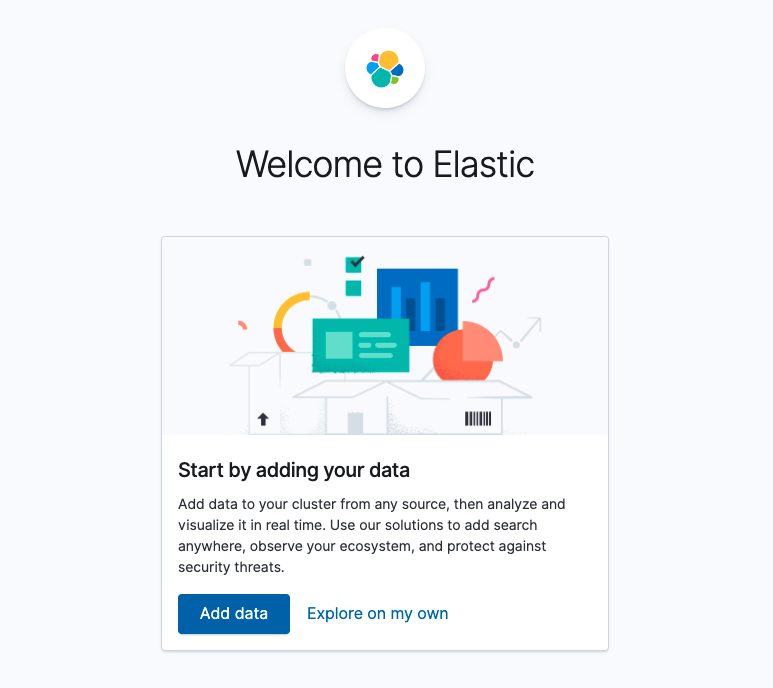 Welcome to Elastic
Start by adding your data
Add data to your cluster from any source, then analyze and
visualize it in real time. Use our solutions to add search
anywhere, observe your ecosystem, and protect against
security threats.
Add data
Explore on my own